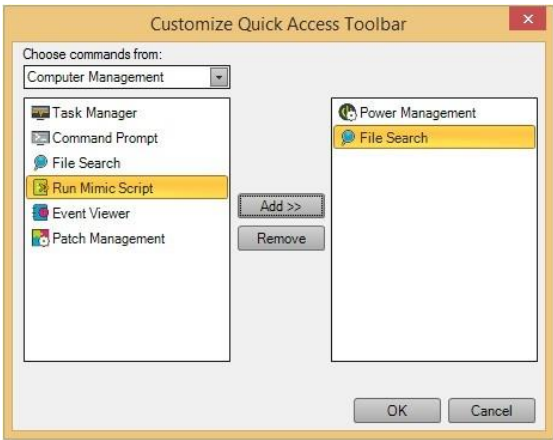 Customize Quick Access Toolbar
Choose commands from:
Computer Management
Task Manager
Command Prompt
File Search
Run Mimic Script
Event Viewer
Patch Management
Add >>
Remove
Power Management
File Search
OK
Cancel